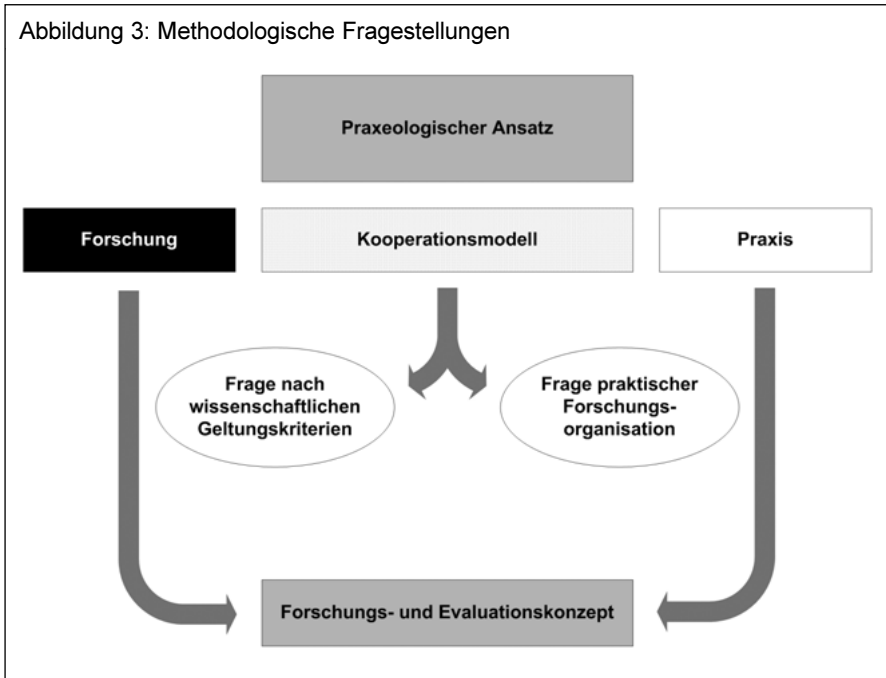 Abbildung 3: Methodologische Fragestellungen
Praxeologischer Ansatz
Forschung
Kooperationsmodell
Praxis
Frage nach
wissenschaftlichen
Geltungskriterien
Frage praktischer
Forschungs-
organisation
Forschungs- und Evaluationskonzept